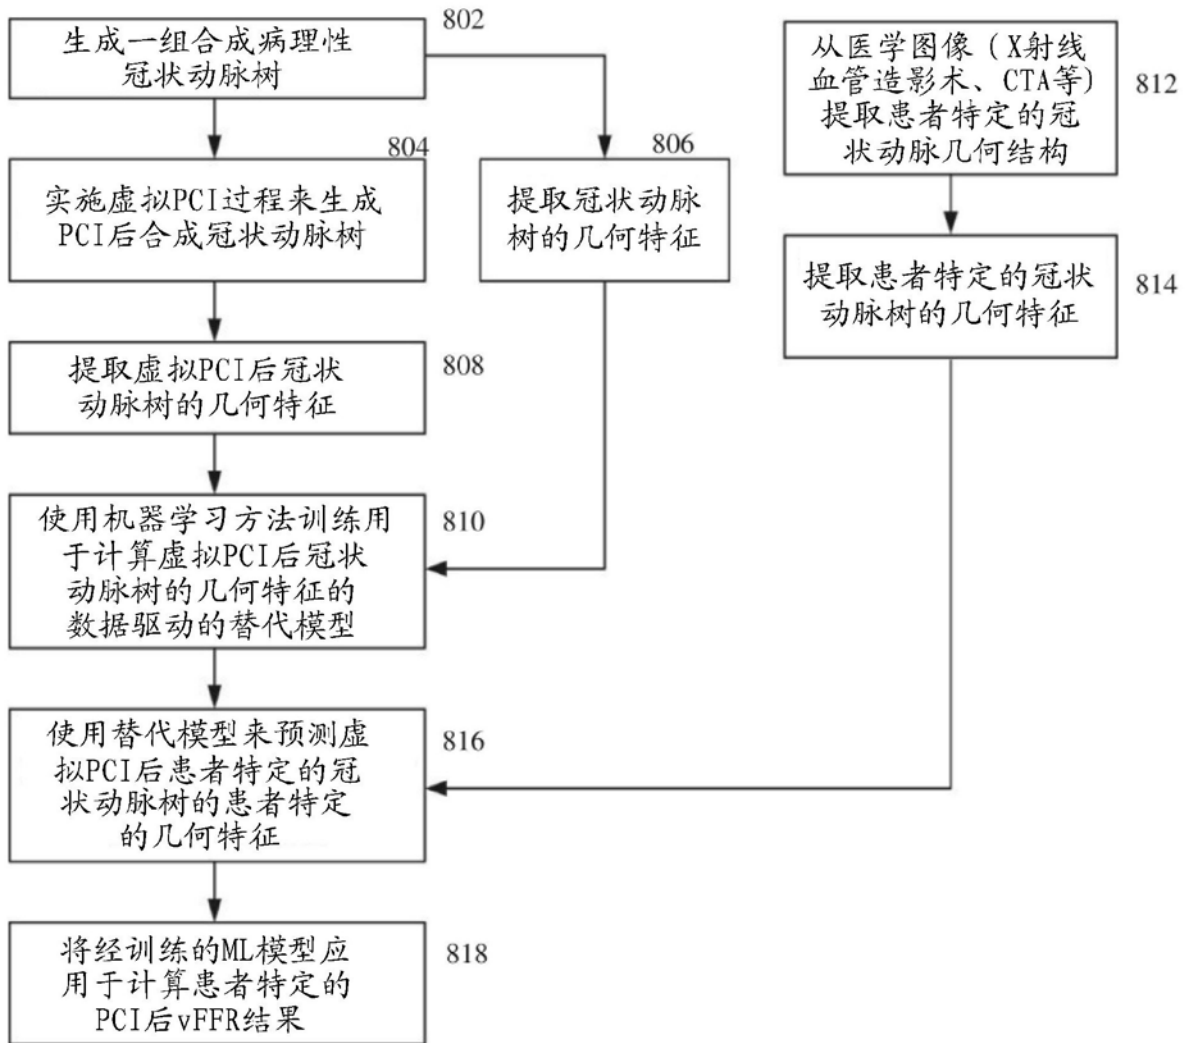 802
生成一组合成病理性
冠状动脉树
804
实施虚拟PCI过程来生成
PCI后合成冠状动脉树
806
提取冠状动脉
树的几何特征
808
提取虚拟PCI后冠状
动脉树的几何特征
810
使用机器学习方法训练用
于计算虚拟PCI后冠状
动脉树的几何特征的
数据驱动的替代模型
812
从医学图像(X射线
血管造影术、CTA等)
提取患者特定的冠
状动脉几何结构
814
提取患者特定的冠状
动脉树的几何特征
816
使用替代模型来预测虚
拟PCI后患者特定的冠
状动脉树的患者特定
的几何特征
818
将经训练的ML模型应
用于计算患者特定的
PCI后vFFR结果